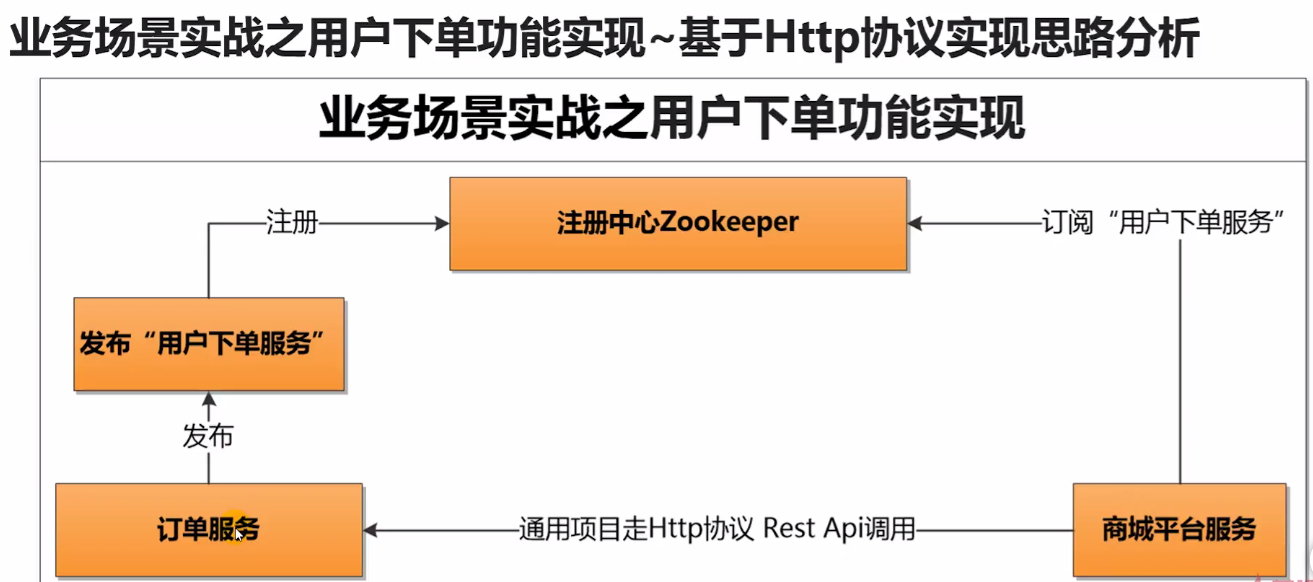 业务场景实战之用户下单功能实现~基于Http协议实现思路分析
业务场景实战之用户下单功能实现
注册
注册中心Zookeeper
订阅“用户下单服务”
发布“用户下单服务”
发布
订单服务
通用项目走Http协议 Rest Api调用
商城平台服务